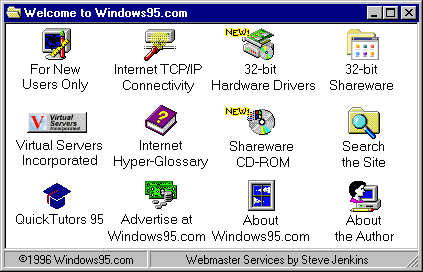 Welcome to Windows95.com
For New
Users Only
Internet TCP/IP
Connectivity
NEW!
32-bit
Hardware Drivers
32-bit
Shareware
V Virtual
Servers
Incorporated
Virtual Servers
Incorporated
Internet
Hyper-Glossary
NEW!
Shareware
CD-ROM
Search
the Site
QuickTutors 95
Advertise at
Windows95.com
About
Windows95.com
About
the Author
©1996 Windows95.com
Webmaster Services by Steve Jenkins